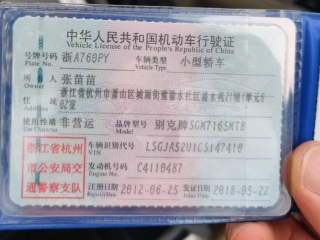 中华人民共和国机动车行驶证
Vehicle License of the People's Republic of China
号牌号码 浙A760PY 车辆类型 小型轿车
Plate No. Vehicle Type
所有人 张苗苗
Owner
住址 浙江省杭州市萧山区
Address 02室
使用性质 非营运 品牌型号 别克牌SGM7165MTB
Use Character Model
浙江省杭州 车辆识别代号 LSGJA52U1CS147410
VIN
市公安局交 发动机号码 C4110487
Engine No.
通警察支队 注册日期 2012-06-25 发证日期 2018-05-22
Register Date Issue Date